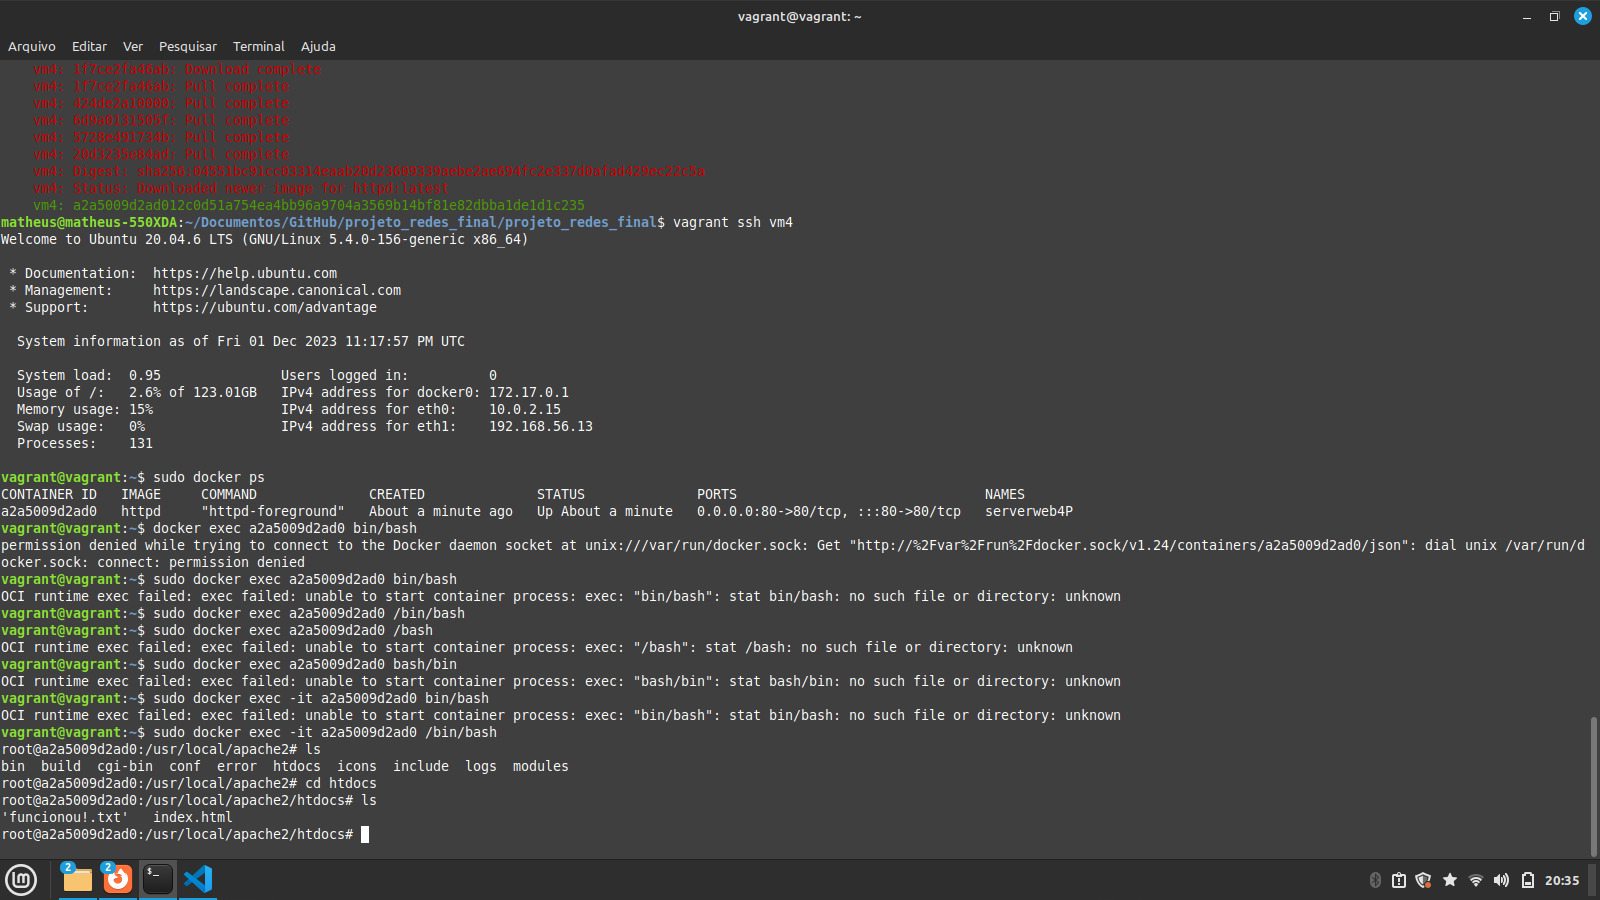 vagrant@vagrant: ~
Arquivo Editar Ver Pesquisar Terminal Ajuda
vm4: 1f7ce2fa46ab: Download complete
vm4: 1f7ce2fa46ab: Pull complete
vm4: 424de2a10000: Pull complete
vm4: Pull complete
vm4: Pull complete
vm4: Pull complete
vm4: Digest:
vm4: Status: Downloaded newer image for httpd:latest
vm4: a2a5009d2ad012c0d51a754ea4bb96a9704a3569b14bf81e82dbba1de1d1c235
matheus@matheus-550XDA:~/Documentos/GitHub/projeto_redes_final/projeto_redes_final$ vagrant ssh vm4
Welcome to Ubuntu 20.04.6 LTS (GNU/Linux 5.4.0-156-generic x86_64)
* Documentation: https://help.ubuntu.com
* Management: https://landscape.canonical.com
* Support: https://ubuntu.com/advantage
System information as of Fri 01 Dec 2023 11:17:57 PM UTC
System load: 0.95 Users logged in: 0
Usage of /: 2.6% of 123.01GB IPv4 address for docker0: 172.17.0.1
Memory usage: 15% IPv4 address for eth0: 10.0.2.15
Swap usage: 0% IPv4 address for eth1: 192.168.56.13
Processes: 131
vagrant@vagrant:~$ sudo docker ps
CONTAINER ID IMAGE COMMAND CREATED STATUS PORTS NAMES
a2a5009d2ad0 httpd "httpd-foreground" About a minute ago Up About a minute 0.0.0.0:80->80/tcp, :::80->80/tcp serverweb4P
vagrant@vagrant:~$ docker exec a2a5009d2ad0 bin/bash
permission denied while trying to connect to the Docker daemon socket at unix:///var/run/docker.sock: Get "http://%2Fvar%2Frun%2Fdocker.sock/v1.24/containers/a2a5009d2ad0/json": dial unix /var/run/d
ocker.sock: connect: permission denied
vagrant@vagrant:~$ sudo docker exec a2a5009d2ad0 bin/bash
OCI runtime exec failed: exec failed: unable to start container process: exec: "bin/bash": stat bin/bash: no such file or directory: unknown
vagrant@vagrant:~$ sudo docker exec a2a5009d2ad0 /bin/bash
vagrant@vagrant:~$ sudo docker exec a2a5009d2ad0 /bash
OCI runtime exec failed: exec failed: unable to start container process: exec: "/bash": stat /bash: no such file or directory: unknown
vagrant@vagrant:~$ sudo docker exec a2a5009d2ad0 bash/bin
OCI runtime exec failed: exec failed: unable to start container process: exec: "bash/bin": stat bash/bin: no such file or directory: unknown
vagrant@vagrant:~$ sudo docker exec -it a2a5009d2ad0 bin/bash
OCI runtime exec failed: exec failed: unable to start container process: exec: "bin/bash": stat bin/bash: no such file or directory: unknown
vagrant@vagrant:~$ sudo docker exec -it a2a5009d2ad0 /bin/bash
root@a2a5009d2ad0:/usr/local/apache2# ls
bin build cgi-bin conf error htdocs icons include logs modules
root@a2a5009d2ad0:/usr/local/apache2# cd htdocs
root@a2a5009d2ad0:/usr/local/apache2/htdocs# ls
'funcionou!.txt' index.html
root@a2a5009d2ad0:/usr/local/apache2/htdocs#
2 2 $_ 20:35